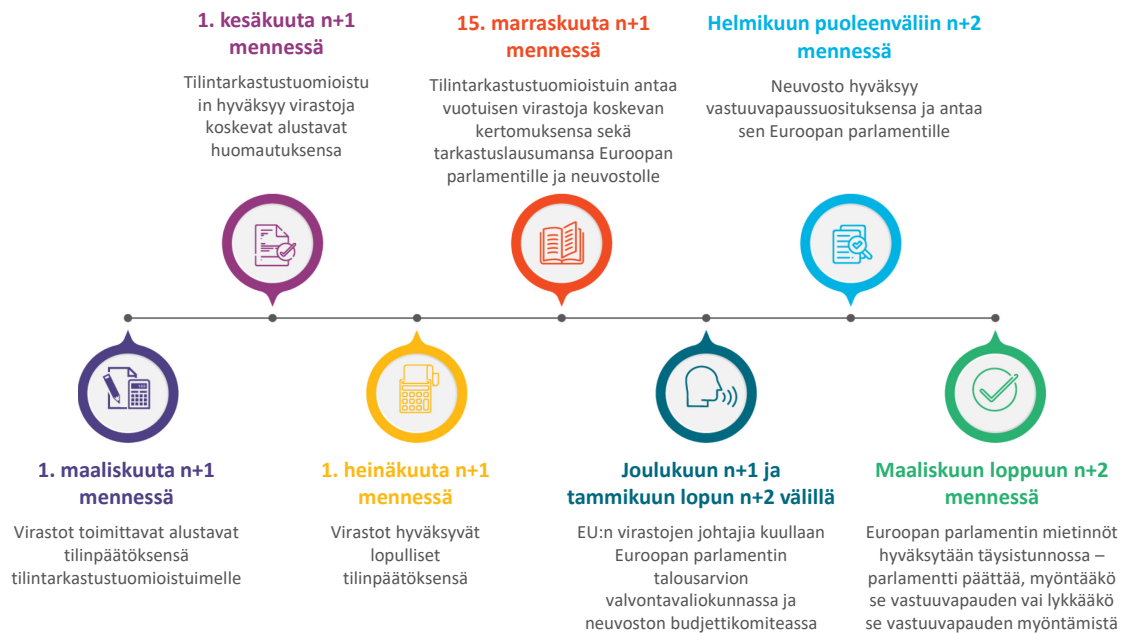 1. kesäkuuta n+1
mennessä
Tilintarkastustuomioistu
in hyväksyy virastoja
koskevat alustavat
huomautuksensa
15. marraskuuta n+1
mennessä
Tilintarkastustuomioistuin antaa
vuotuisen virastoja koskevan
kertomuksensa sekä
tarkastuslausumansa Euroopan
parlamentille ja neuvostolle
Helmikuun puoleenväliin n+2
mennessä
Neuvosto hyväksyy
vastuuvapaussuosituksensa ja antaa
sen Euroopan parlamentille
1. maaliskuuta n+1
mennessä
Virastot toimittavat alustavat
tilinpäätöksensä
tilintarkastustuomioistuimelle
1. heinäkuuta n+1
mennessä
Virastot hyväksyvät
lopulliset
tilinpäätöksensä
Joulukuun n+1 ja
tammikuun lopun n+2 välillä
EU:n virastojen johtajia kuullaan
Euroopan parlamentin
talousarvion
valvontavaliokunnassa ja
neuvoston budjettikomiteassa
Maaliskuun loppuun n+2
mennessä
Euroopan parlamentin mietinnöt
hyväksytään täysistunnossa –
parlamentti päättää, myöntääkö
se vastuuvapauden vai lykkääkö
se vastuuvapauden myöntämistä